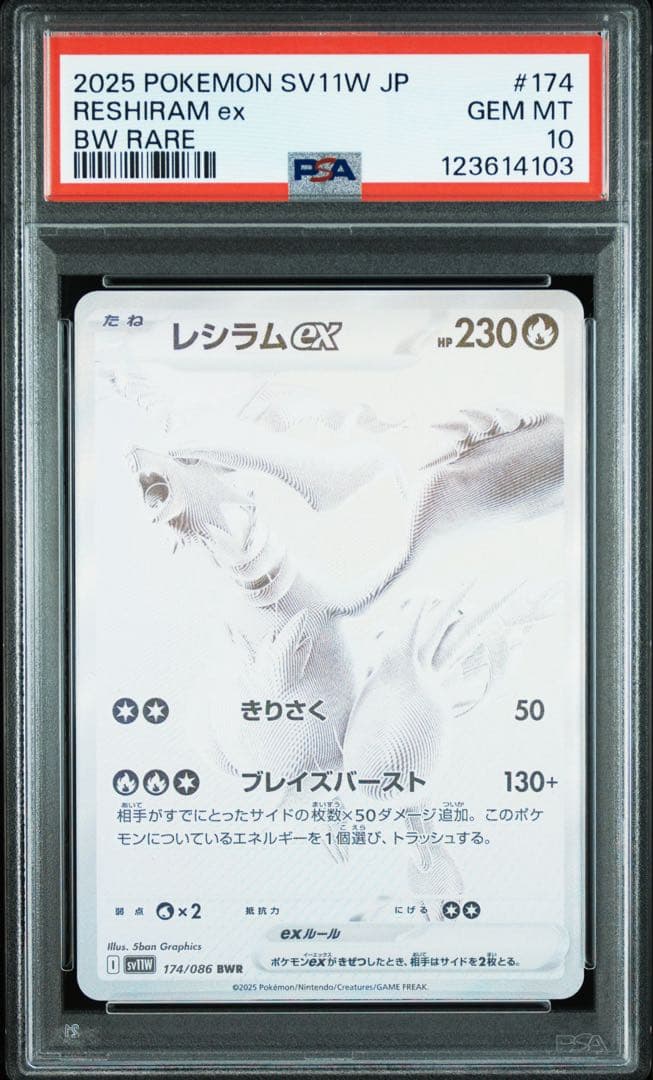 2025 POKEMON SV11W JP #174
RESHIRAM ex GEM MT
BW RARE 10
PSA 123614103
たね レシラムex HP 230
きりさく 50
ブレイズバースト 130+
相手がすでにとったサイドの枚数×50ダメージ追加。このポケ
モンについているエネルギーを1個選び、トラッシュする。
弱点 ×2 抵抗力 にげる
exルール
ポケモンexがきぜつしたとき、相手はサイドを2枚とる。
Illus. 5ban Graphics
I SV11W 174/086 BWR
©2025 Pokémon/Nintendo/Creatures/GAME FREAK.
PSA